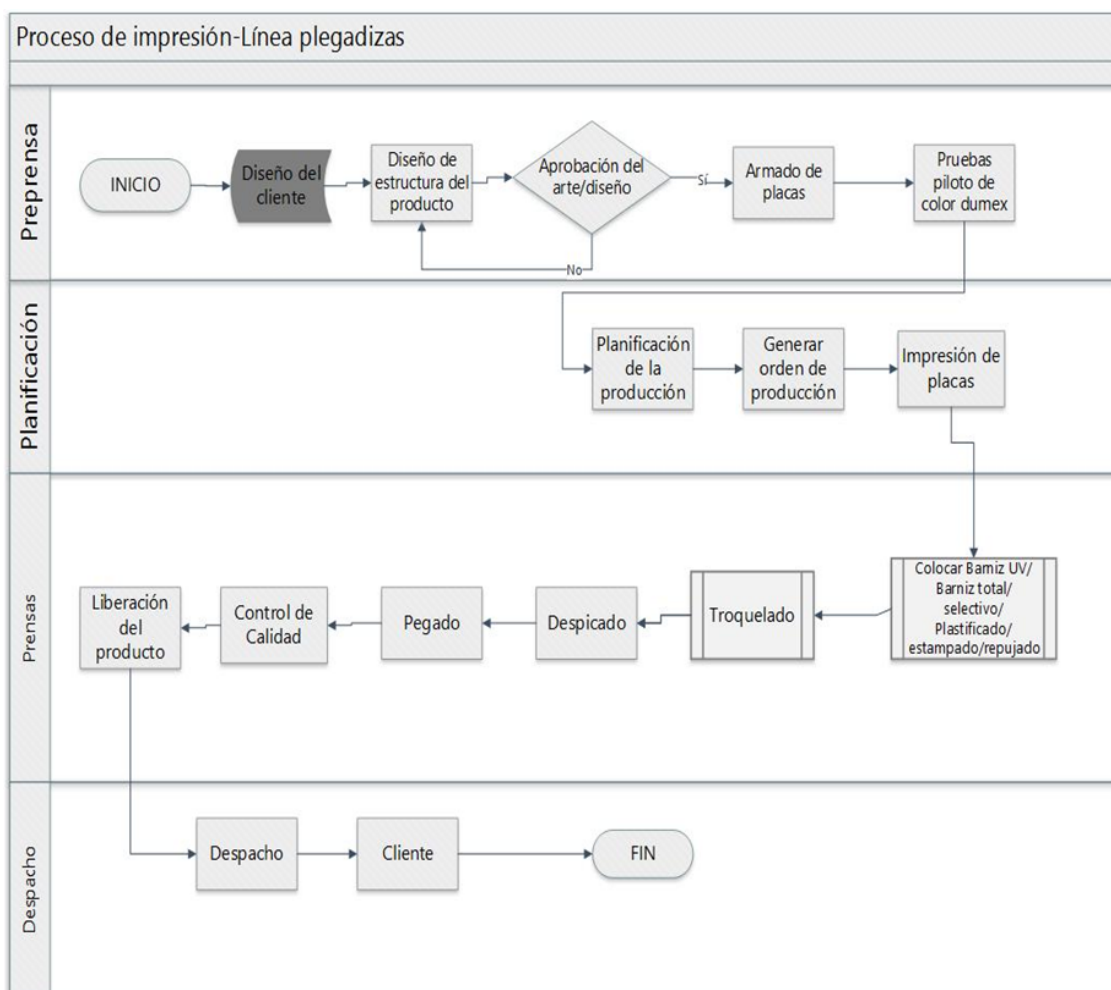 Proceso de impresión-Línea plegadizas
Preprensa
INICIO
Diseño del
cliente
Diseño de
estructura del
producto
Aprobación del
arte/diseño
Sí
No
Armado de
placas
Pruebas
piloto de
color dumex
Planificación
Planificación
de la
producción
Generar
orden de
producción
Impresión de
placas
Prensas
Colocar Barniz UV/
Barniz total/
selectivo/
Plastificado/
estampado/repujado
Troquelado
Despicado
Pegado
Control de
Calidad
Liberación
del
producto
Despacho
Despacho
Cliente
FIN